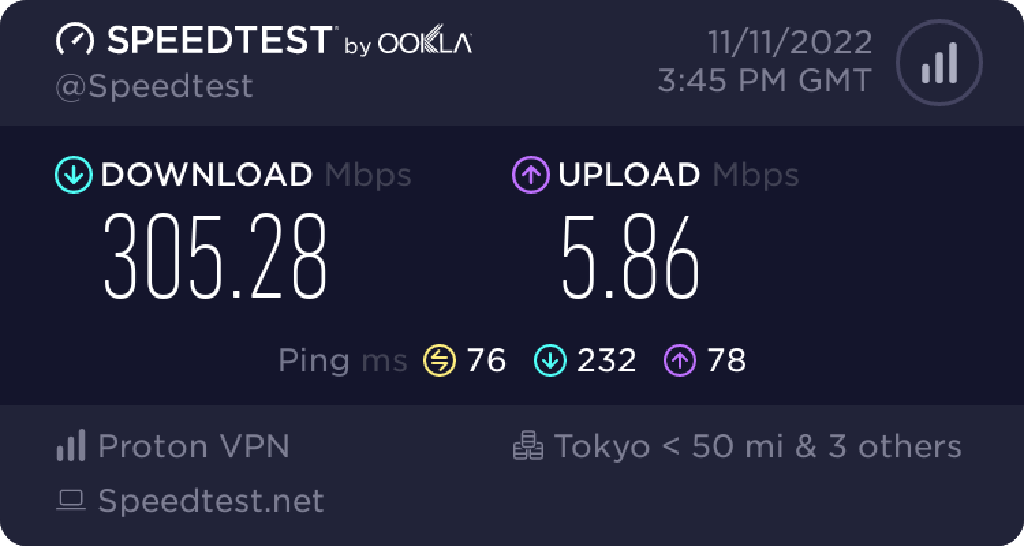 SPEEDTEST by OOKLA
@Speedtest
11/11/2022
3:45 PM GMT
DOWNLOAD Mbps
305.28
UPLOAD Mbps
5.86
Ping ms 76 232 78
Proton VPN
Tokyo < 50 mi & 3 others
Speedtest.net